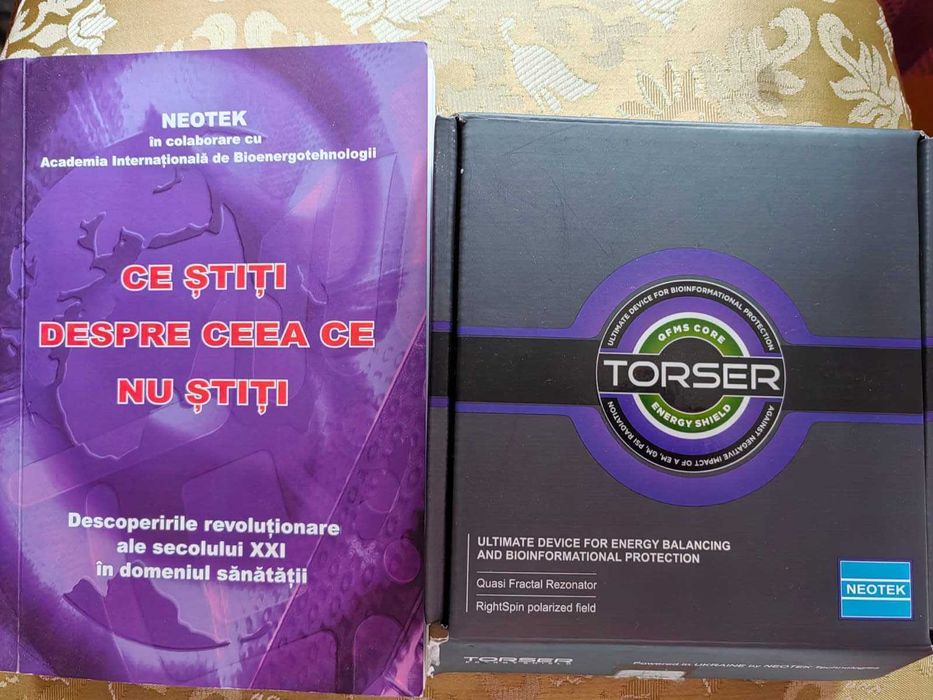 NEOTEK
în colaborare cu
Academia Internațională de Bioenergotehnologii
CE ȘTIȚI
DESPRE CEEA CE
NU ȘTIȚI
Descoperirile revoluționare
ale secolului XXI
în domeniul sănătății
ULTIMATE DEVICE FOR BIOINFORMATIONAL PROTECTION
QFMS CORE
TORSER
ENERGY SHIELD
AGAINST NEGATIVE IMPACT OF A EM, GM, PSI RADIATION
ULTIMATE DEVICE FOR ENERGY BALANCING
AND BIOINFORMATIONAL PROTECTION
Quasi Fractal Rezonator
RightSpin polarized field
NEOTEK
TORSER
Powered in UKRAINE by NEOTEK Technologies